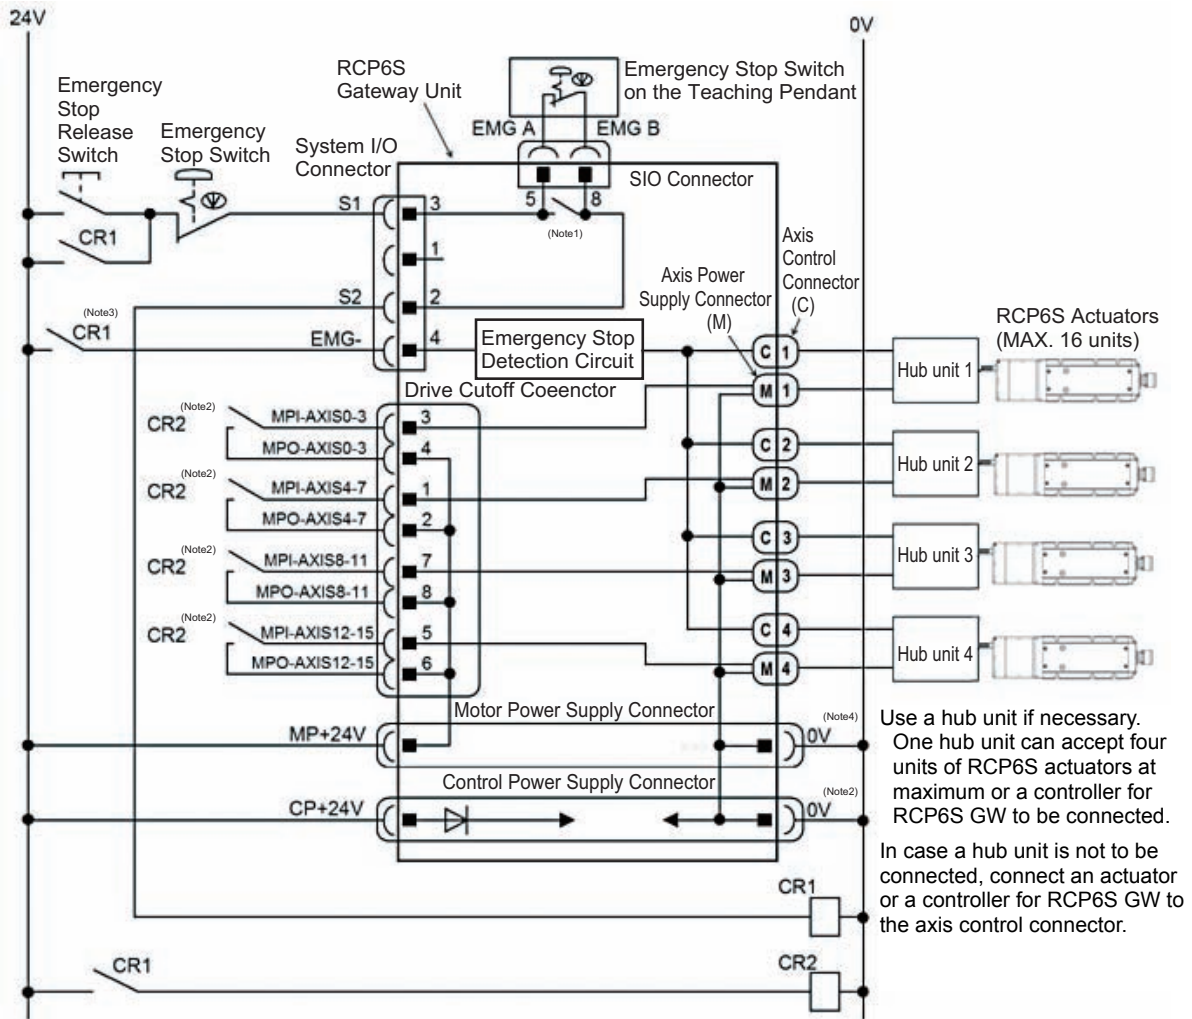 24V
0V
Emergency
Stop
Release
Switch
Emergency
Stop Switch
RCP6S
Gateway Unit
System I/O
Connector
Emergency Stop Switch
on the Teaching Pendant
EMG A
EMG B
SIO Connector
5
8
(Note1)
S1
3
1
CR1
S2
2
(Note3)
CR1
EMG-
4
Emergency Stop
Detection Circuit
Axis Power
Supply Connector
(M)
Axis
Control
Connector
(C)
C 1
M 1
C 2
M 2
C 3
M 3
C 4
M 4
Hub unit 1
Hub unit 2
Hub unit 3
Hub unit 4
RCP6S Actuators
(MAX. 16 units)
Drive Cutoff Coeenctor
CR2 (Note2)
MPI-AXIS0-3
3
MPO-AXIS0-3
4
CR2 (Note2)
MPI-AXIS4-7
1
MPO-AXIS4-7
2
CR2 (Note2)
MPI-AXIS8-11
7
MPO-AXIS8-11
8
CR2 (Note2)
MPI-AXIS12-15
5
MPO-AXIS12-15
6
Motor Power Supply Connector
MP+24V
0V
(Note4)
Control Power Supply Connector
CP+24V
0V
(Note2)
Use a hub unit if necessary.
One hub unit can accept four
units of RCP6S actuators at
maximum or a controller for
RCP6S GW to be connected.
In case a hub unit is not to be
connected, connect an actuator
or a controller for RCP6S GW to
the axis control connector.
CR1
CR1
CR2